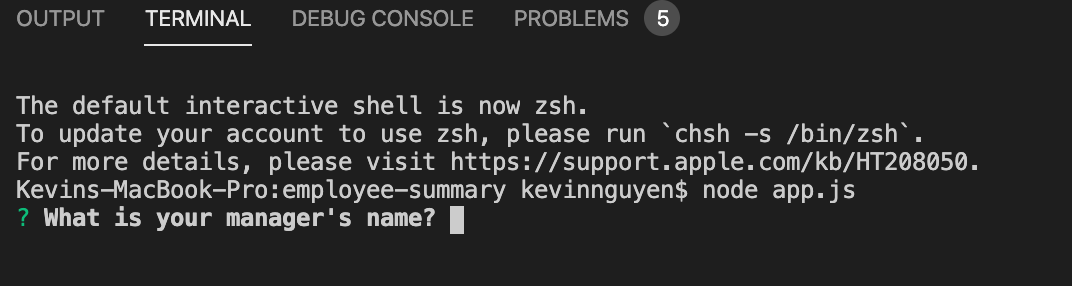 OUTPUT TERMINAL DEBUG CONSOLE PROBLEMS 5
The default interactive shell is now zsh.
To update your account to use zsh, please run `chsh -s /bin/zsh`.
For more details, please visit https://support.apple.com/kb/HT208050.
Kevins-MacBook-Pro:employee-summary kevinnguyen$ node app.js
? What is your manager's name?